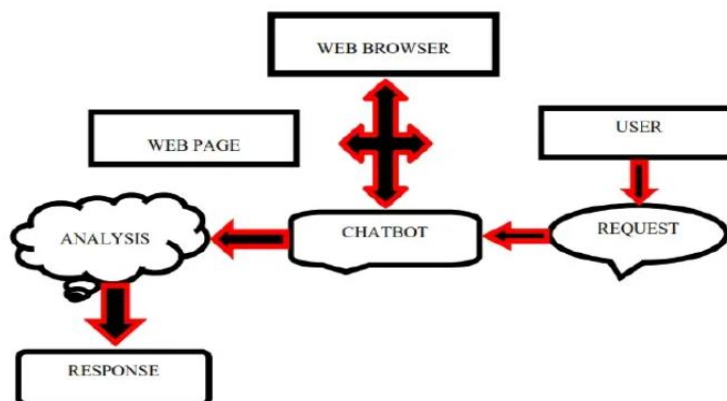 WEB BROWSER
WEB PAGE
USER
ANALYSIS
CHATBOT
REQUEST
RESPONSE